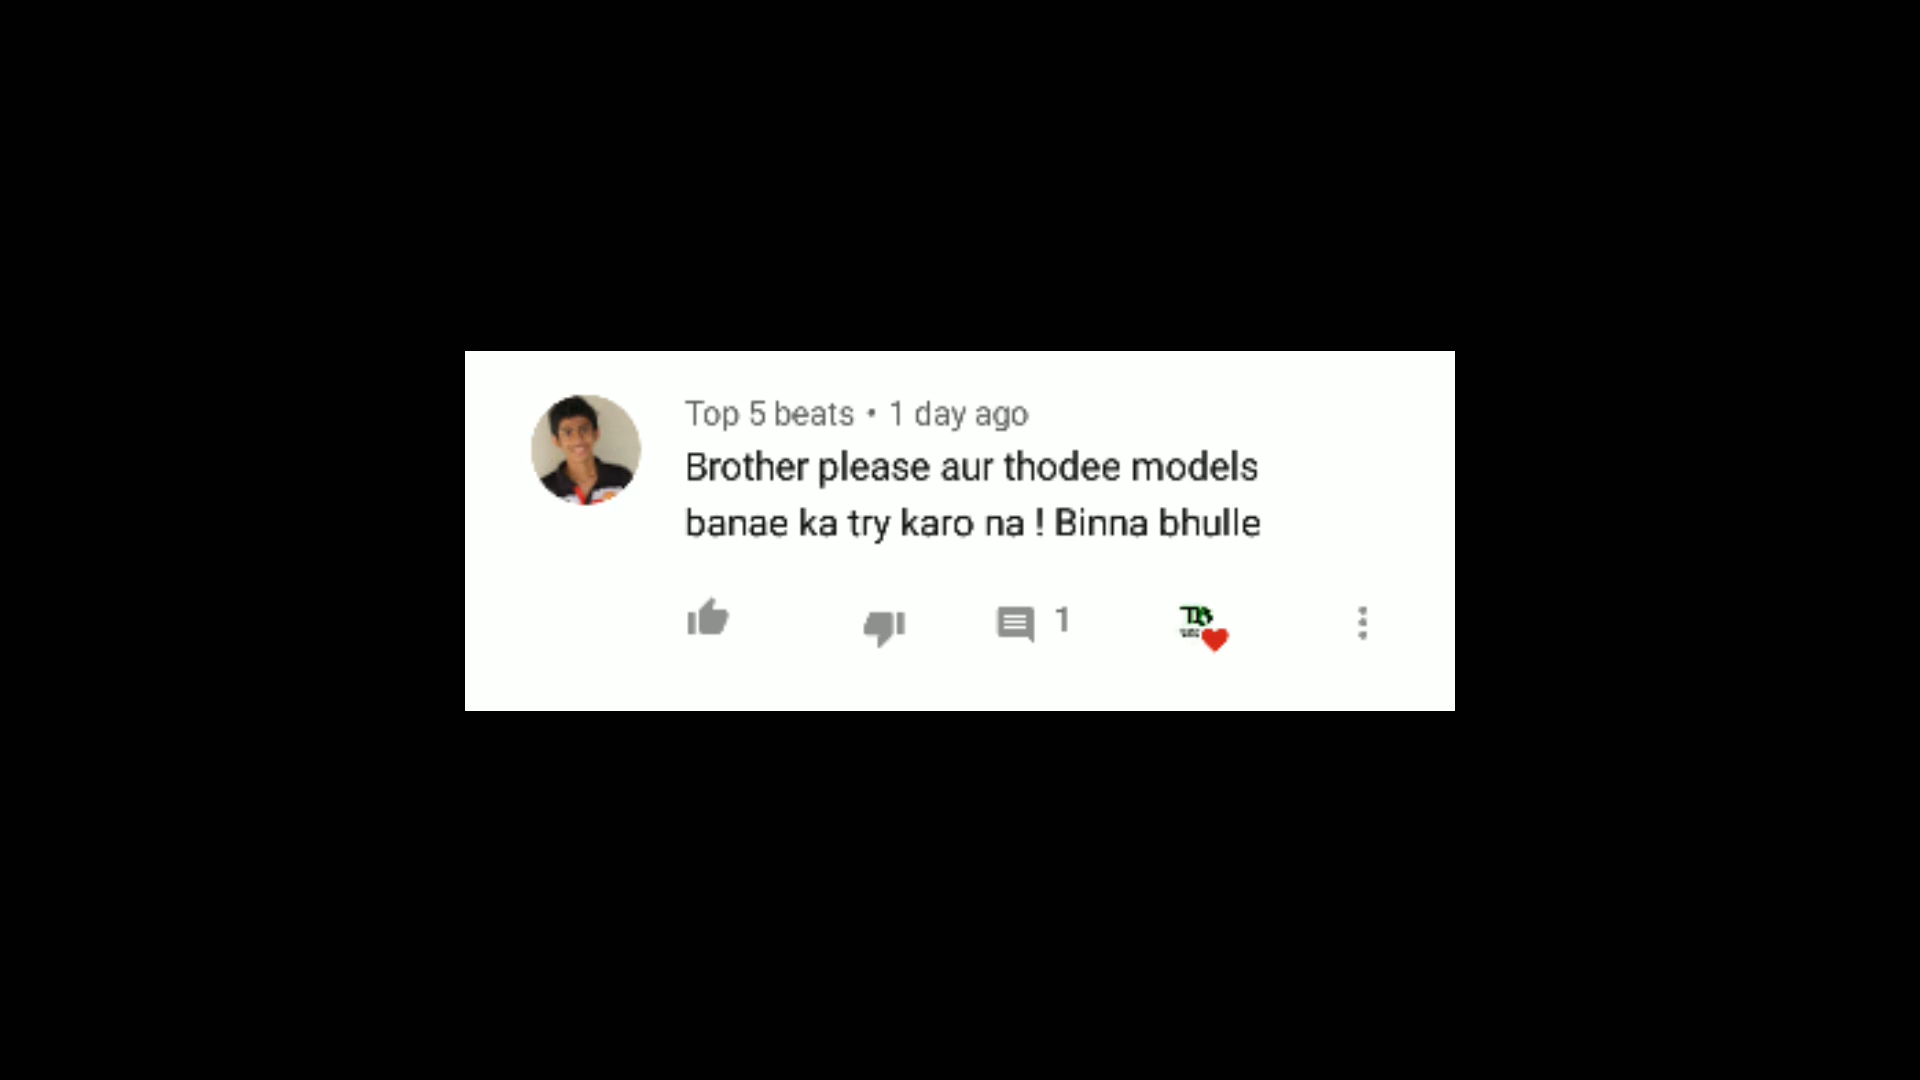 Top 5 beats • 1 day ago
Brother please aur thodee models
banae ka try karo na ! Binna bhulle
1